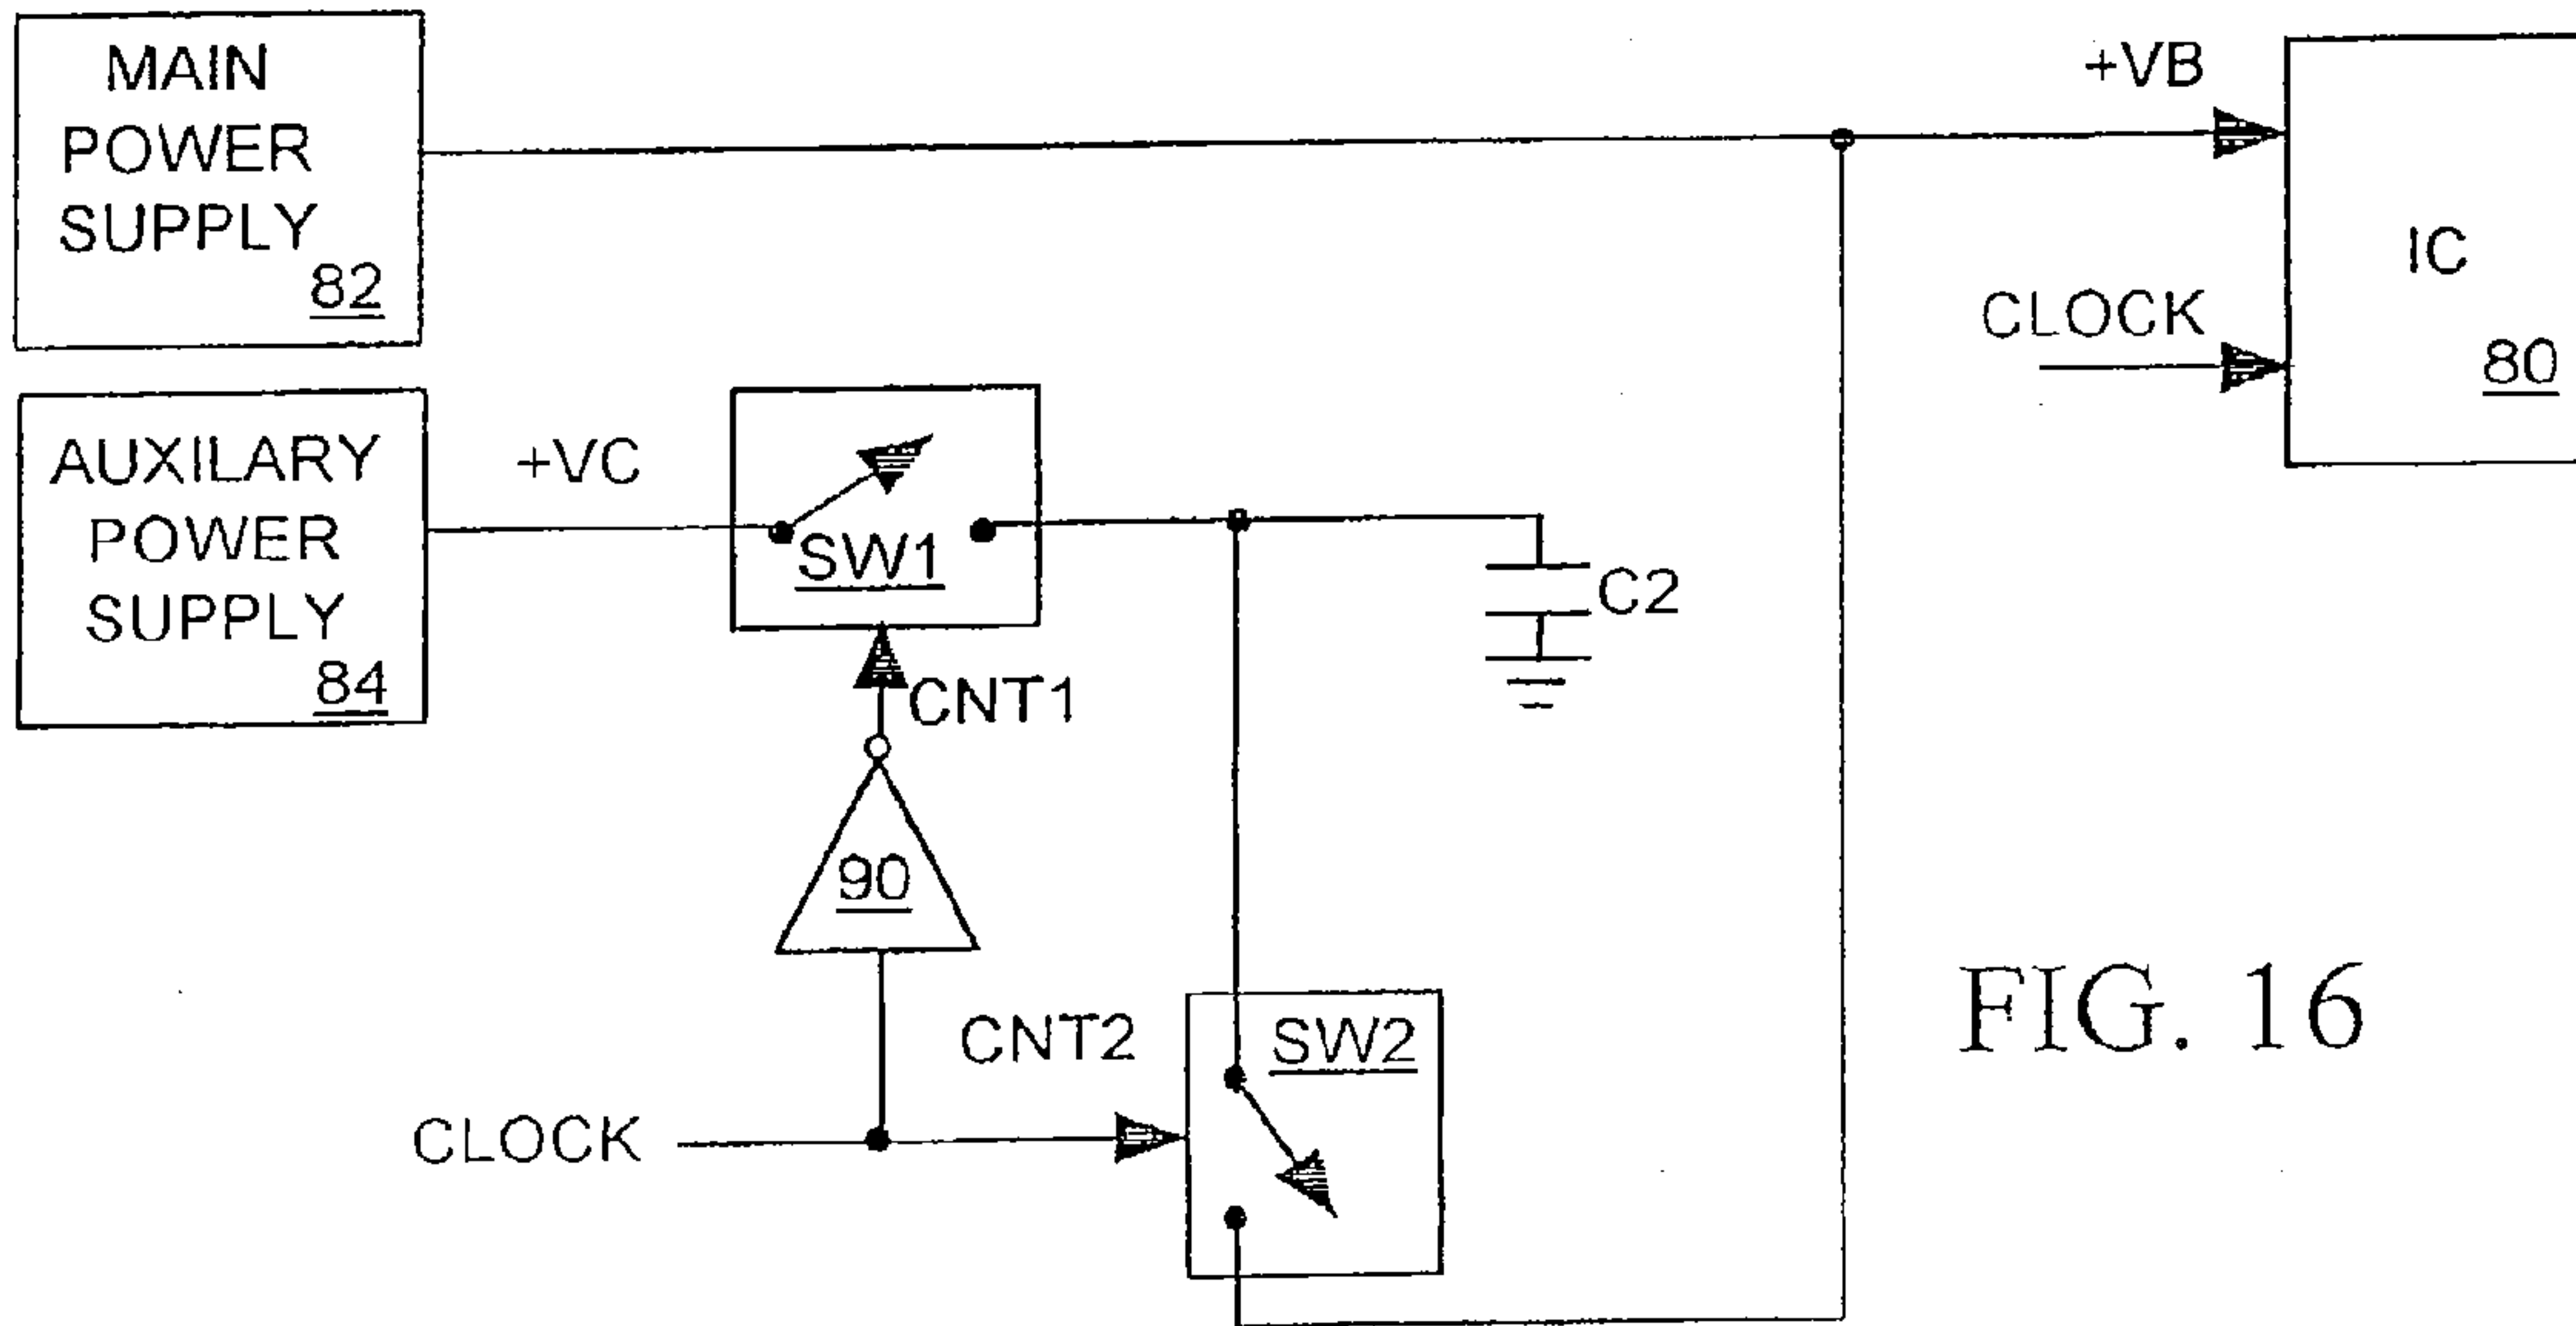 MAIN
POWER
SUPPLY
82
+VB
IC
CLOCK
80
AUXILARY
POWER
SUPPLY
84
+VC
SW1
C2
CNT1
90
CNT2
SW2
CLOCK
FIG. 16